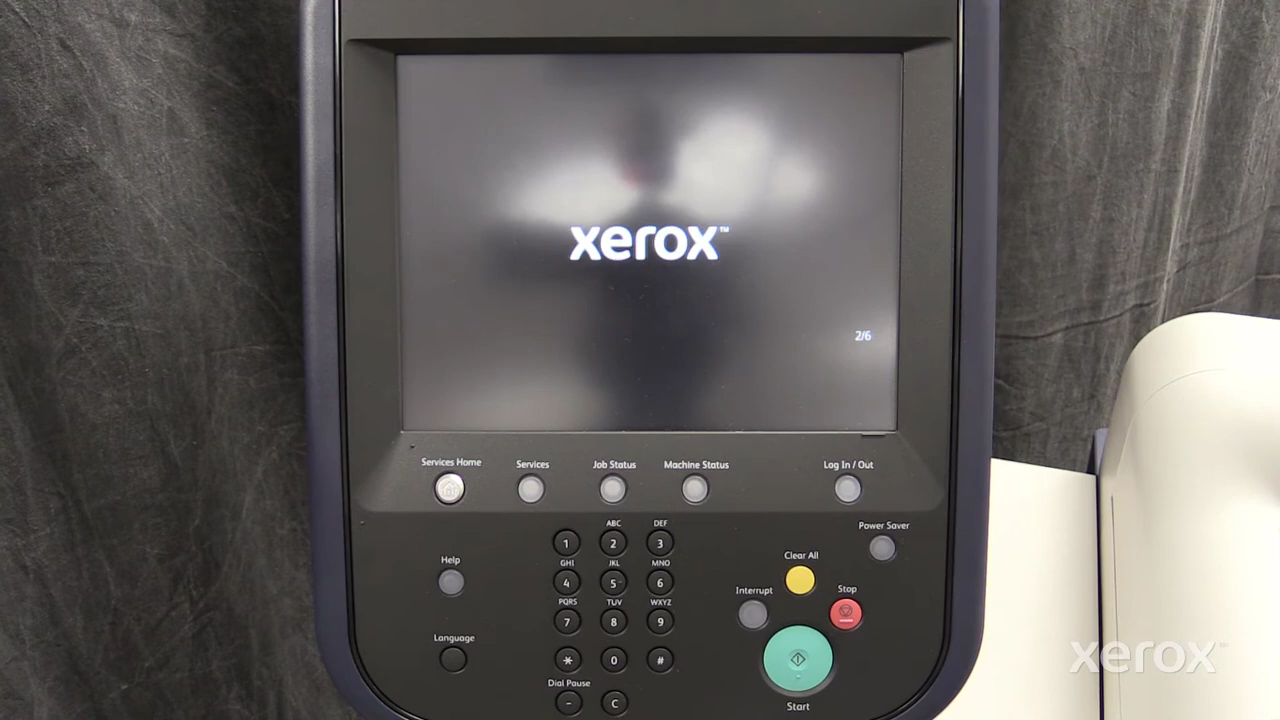 xerox™
2/6
Services Home
Services
Job Status
Machine Status
Log In / Out
Power Saver
Help
Language
ABC
DEF
1
2
3
GHI
JKL
MNO
4
5
6
PQRS
TUV
WXYZ
7
8
9
*
0
#
Dial Pause
-
C
Clear All
Interrupt
Stop
Start
xerox™